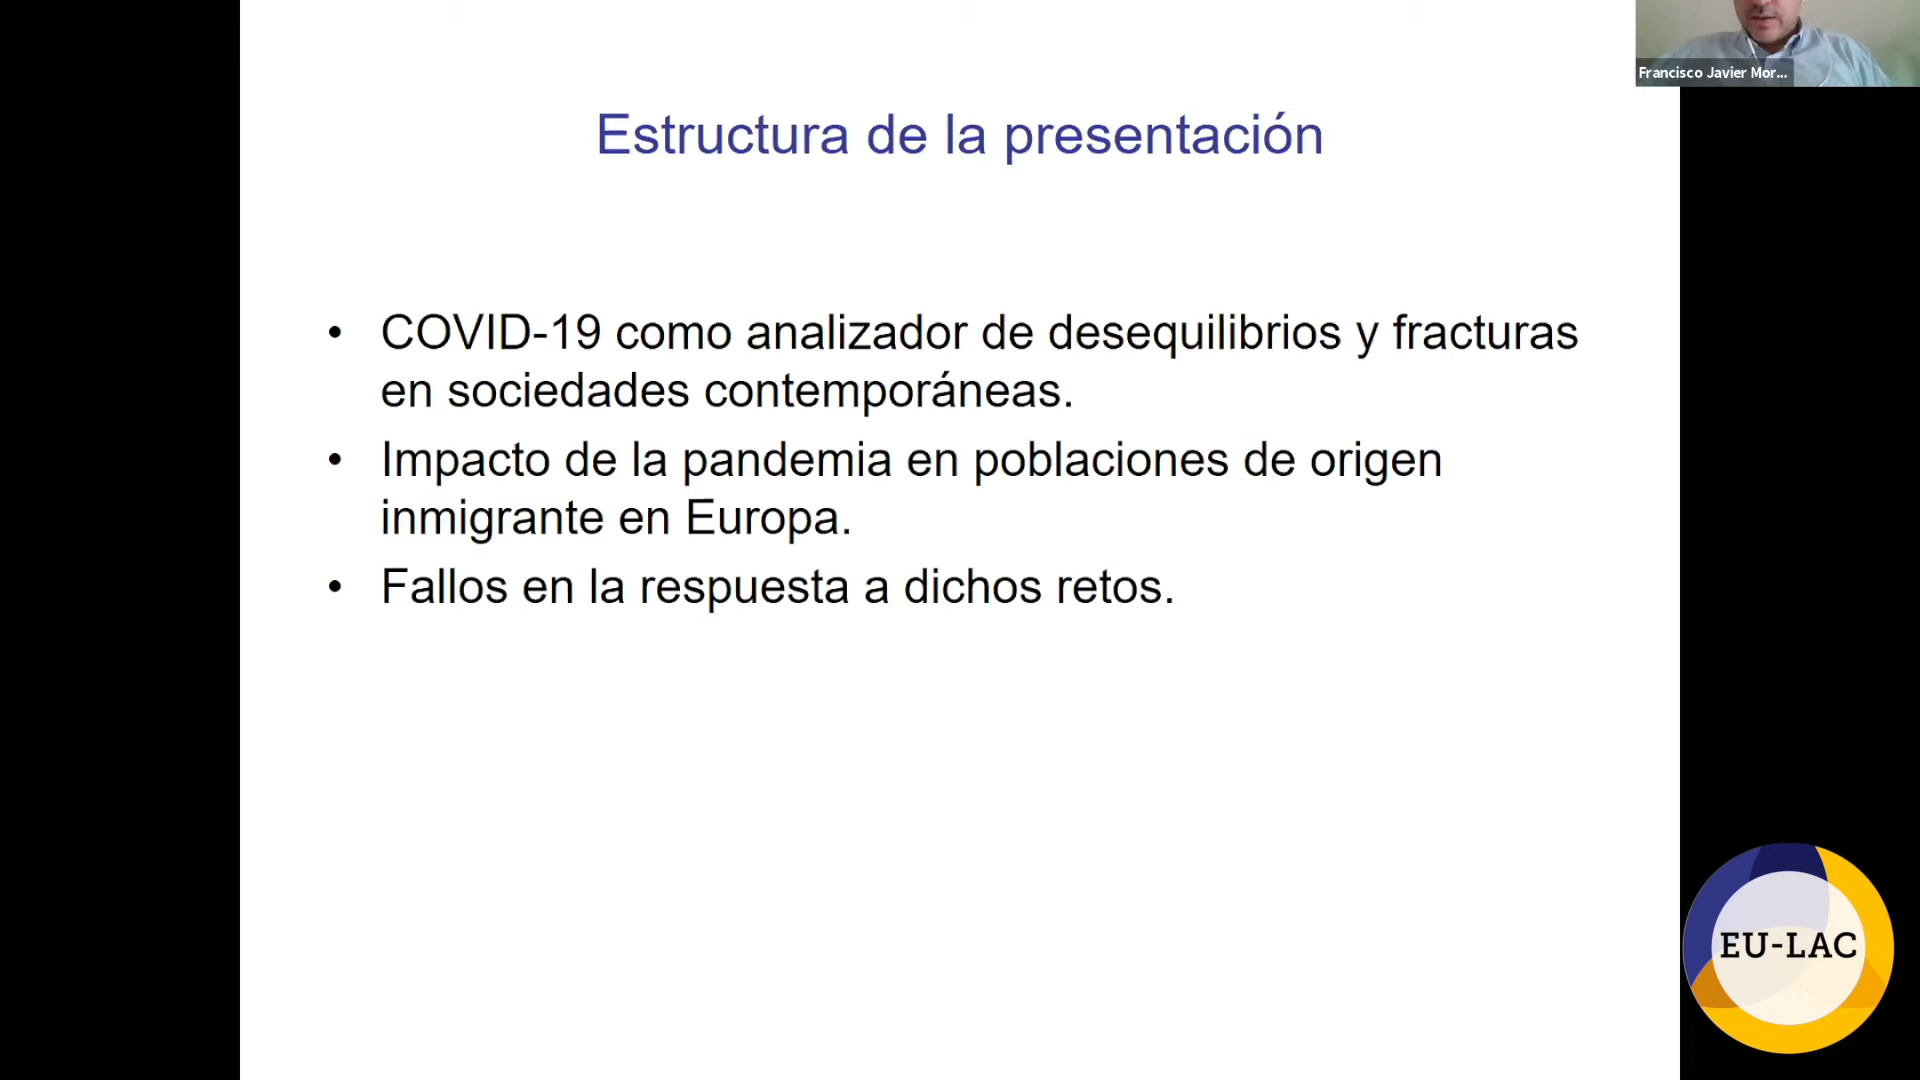 Francisco Javier Mor...
Estructura de la presentación
• COVID-19 como analizador de desequilibrios y fracturas
en sociedades contemporáneas.
• Impacto de la pandemia en poblaciones de origen
inmigrante en Europa.
• Fallos en la respuesta a dichos retos.
EU-LAC